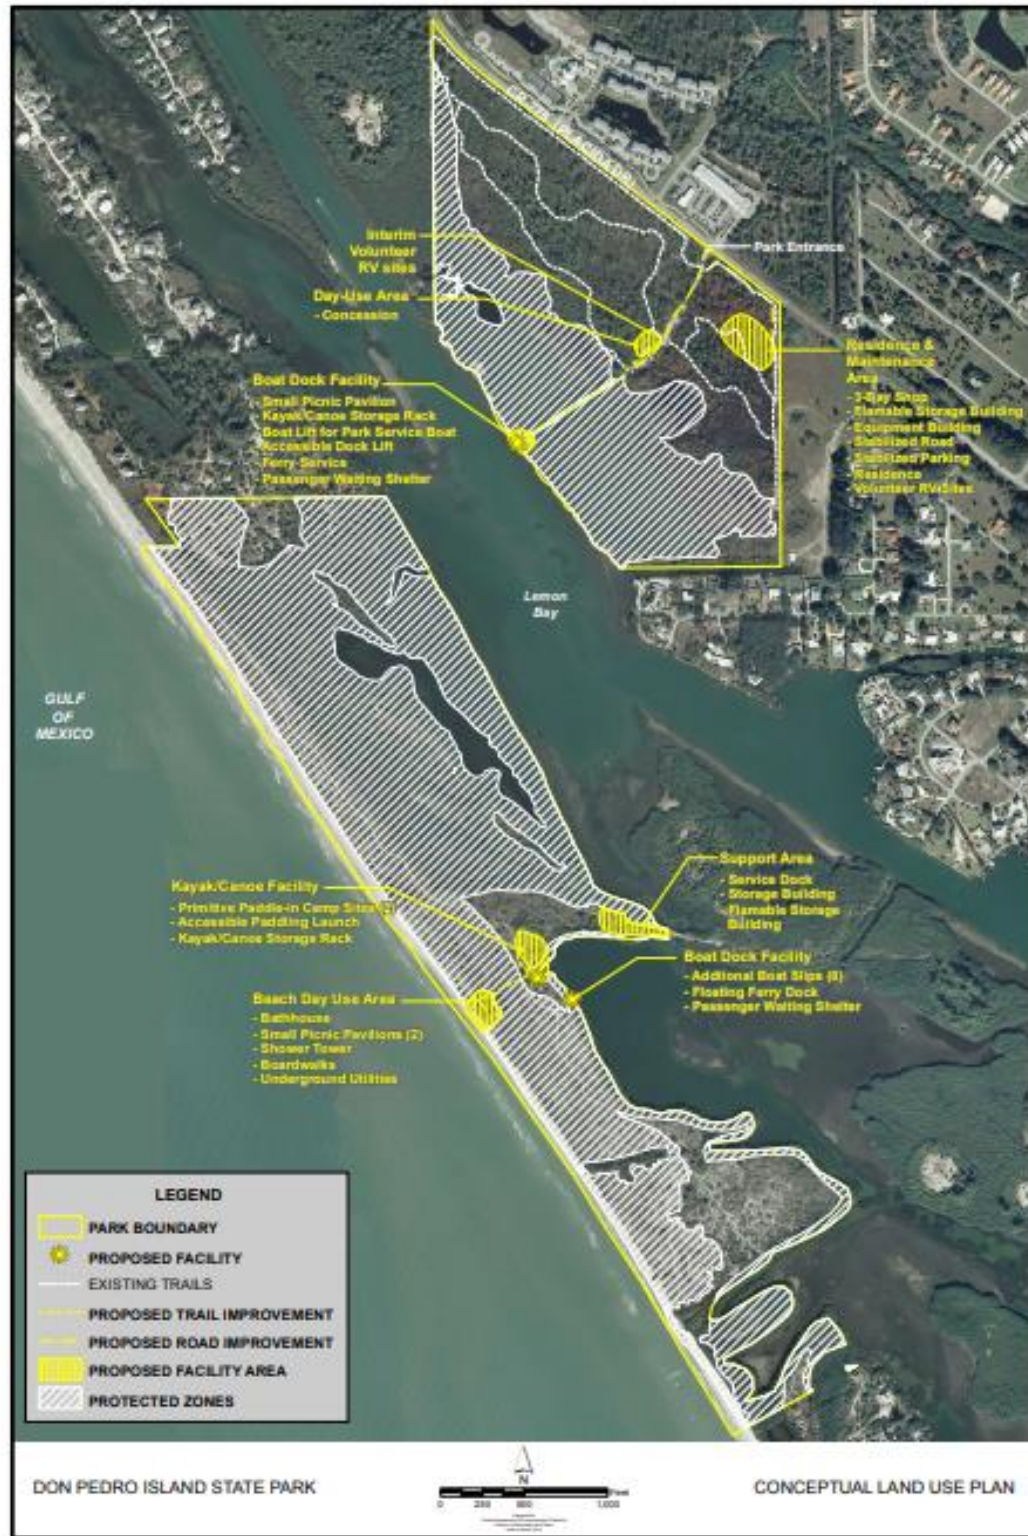 Park Entrance
Interim
Volunteer
RV sites
Day-Use Area
- Concession
Residence &
Maintenance
Area
- 3-Bay Shop
- Flamable Storage Building
- Equipment Building
- Stabilized Road
- Stabilized Parking
- Residence
- Volunteer RV Sites
Boat Dock Facility
- Small Picnic Pavilion
- Kayak/Canoe Storage Rack
- Boat Lift for Park Service Boat
- Accessible Dock Lift
- Ferry Service
- Passenger Waiting Shelter
Lemon
Bay
GULF
OF
MEXICO
Support Area
- Service Dock
- Storage Building
- Flamable Storage
Building
Kayak/Canoe Facility
- Primitive Paddle-in Camp Sites
- Accessible Paddling Launch
- Kayak/Canoe Storage Rack
Boat Dock Facility
- Additional Boat Slips (8)
- Floating Ferry Dock
- Passenger Waiting Shelter
Beach Day Use Area
- Bathhouse
- Small Picnic Pavilions (2)
- Shower Tower
- Boardwalks
- Underground Utilities
LEGEND
PARK BOUNDARY
PROPOSED FACILITY
EXISTING TRAILS
PROPOSED TRAIL IMPROVEMENT
PROPOSED ROAD IMPROVEMENT
PROPOSED FACILITY AREA
PROTECTED ZONES
DON PEDRO ISLAND STATE PARK
N
Feet
0 250 500 1,000
CONCEPTUAL LAND USE PLAN